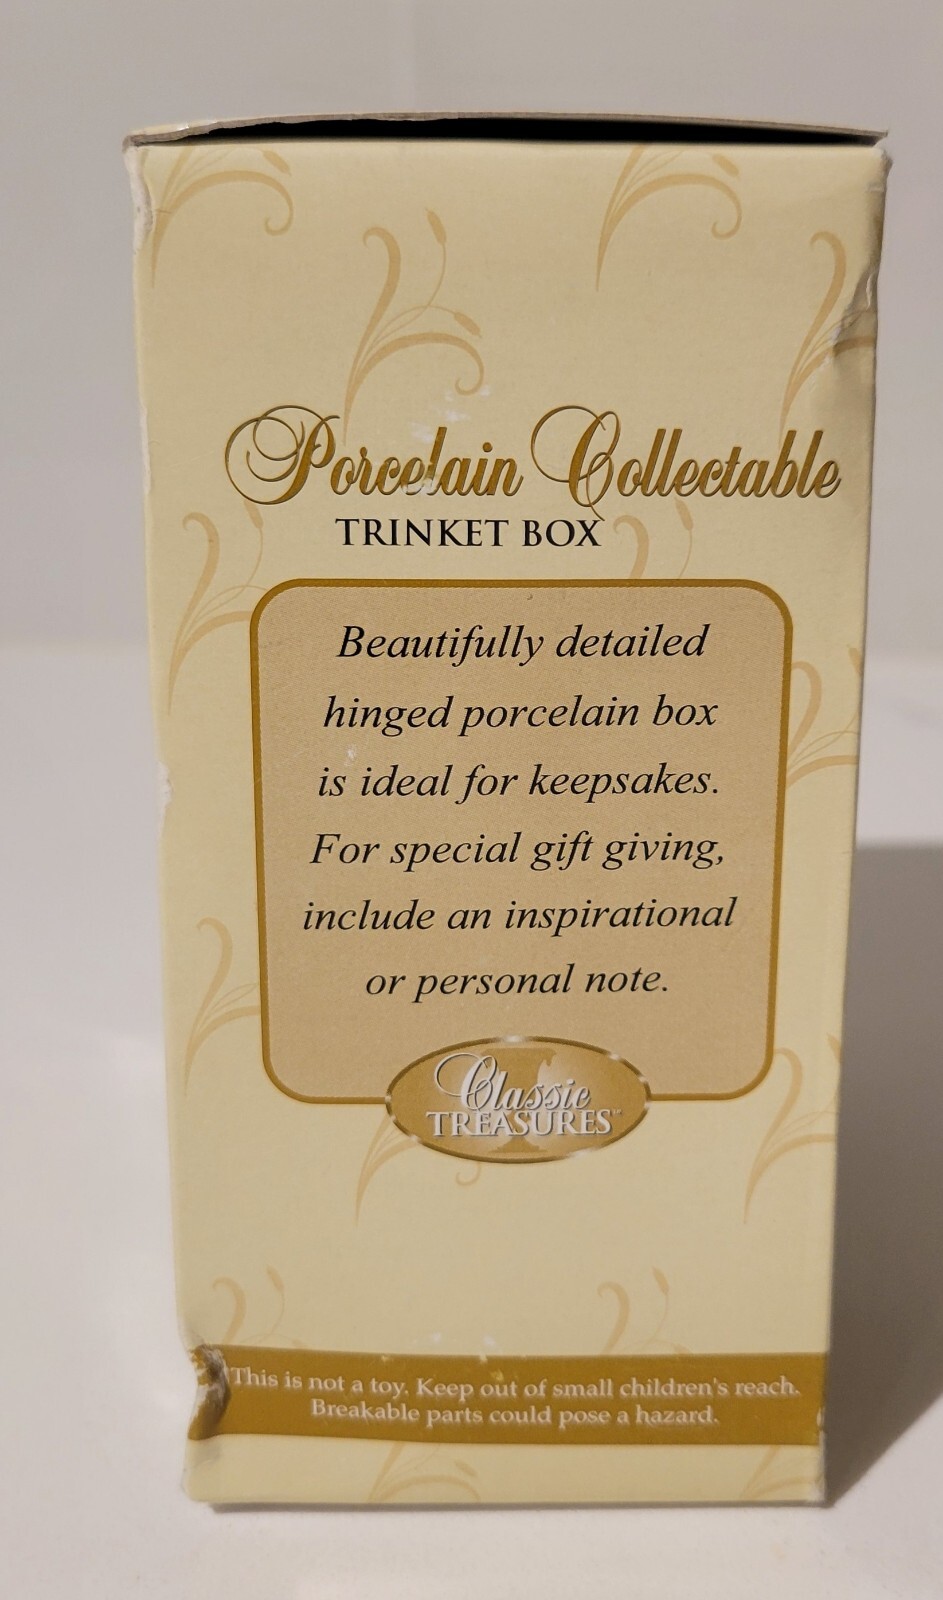 Porcelain Collectable
TRINKET BOX
Beautifully detailed
hinged porcelain box
is ideal for keepsakes.
For special gift giving,
include an inspirational
or personal note.
Classic
TREASURES™
This is not a toy. Keep out of small children's reach.
Breakable parts could pose a hazard.